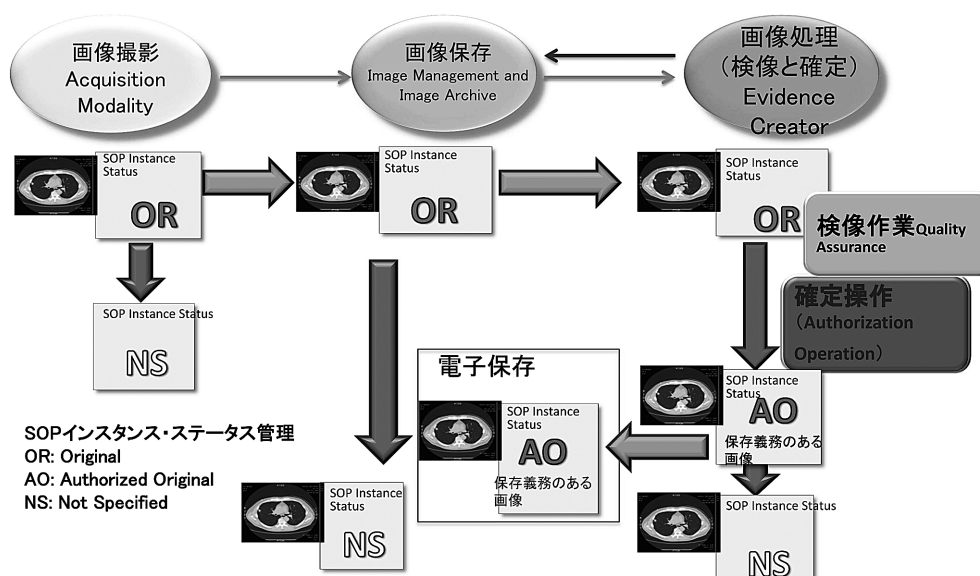 画像撮影
Acquisition
Modality
画像保存
Image Management and
Image Archive
画像処理
（検像と確定）
Evidence
Creator
SOP Instance
Status
OR
SOP Instance
Status
OR
SOP Instance
Status
OR
検像作業Quality
Assurance
確定操作
（Authorization
Operation）
SOP Instance Status
NS
電子保存
SOP Instance
Status
AO
保存義務のある
画像
SOP Instance
Status
AO
保存義務のある
画像
SOPインスタンス・ステータス管理
OR: Original
AO: Authorized Original
NS: Not Specified
SOP Instance
Status
NS
SOP Instance Status
NS